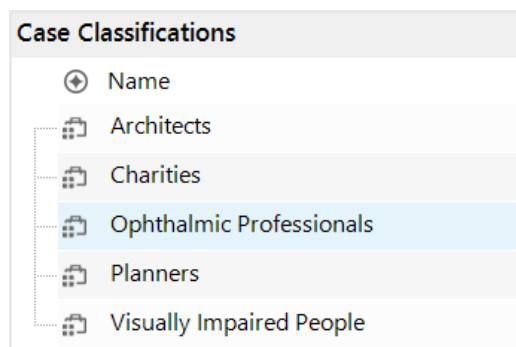 Case Classifications
Name
Architects
Charities
Ophthalmic Professionals
Planners
Visually Impaired People